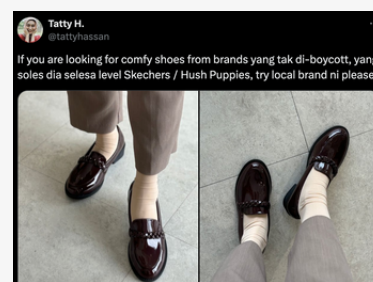 Tatty H.
@tattyhassan
If you are looking for comfy shoes from brands yang tak di-boycott,
soles dia selesa level Skechers / Hush Puppies, try local brand ni please